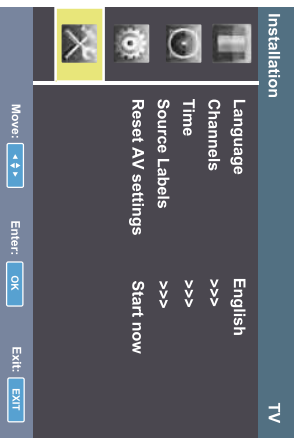 Installation TV
Language English
Channels >>>
Time >>>
Source Labels >>>
Reset AV settings Start now
Move: Enter: OK Exit: EXIT